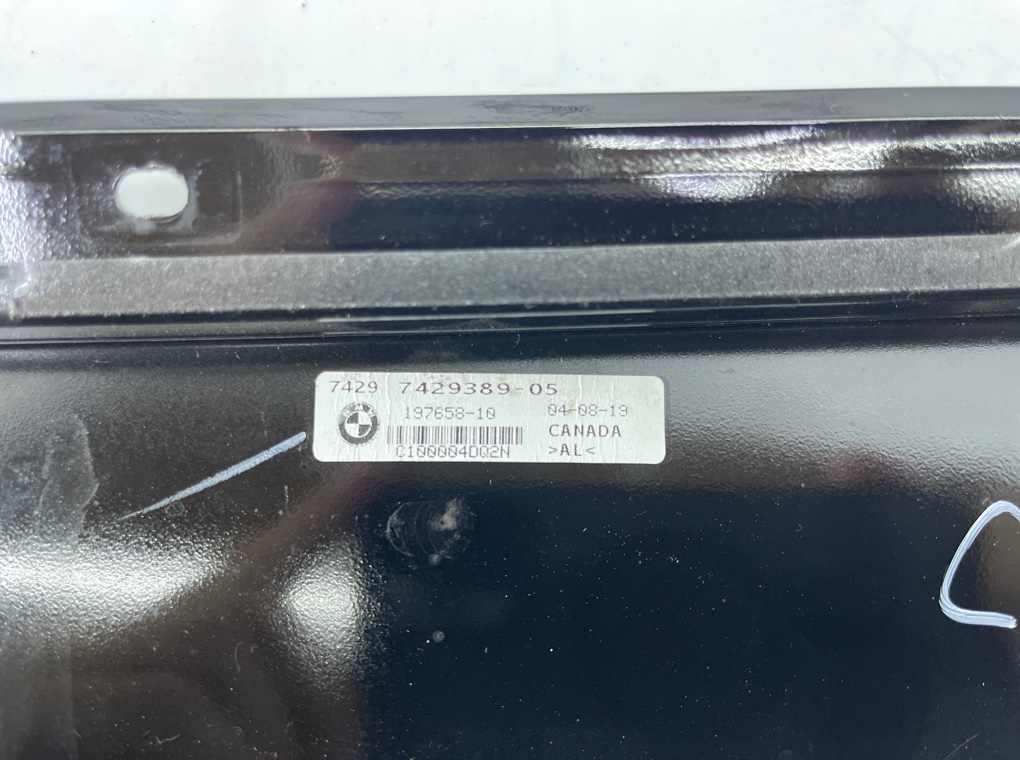 7429 7429389-05
197658-10 04-08-19
CANADA
C100004DQ2N >AL<